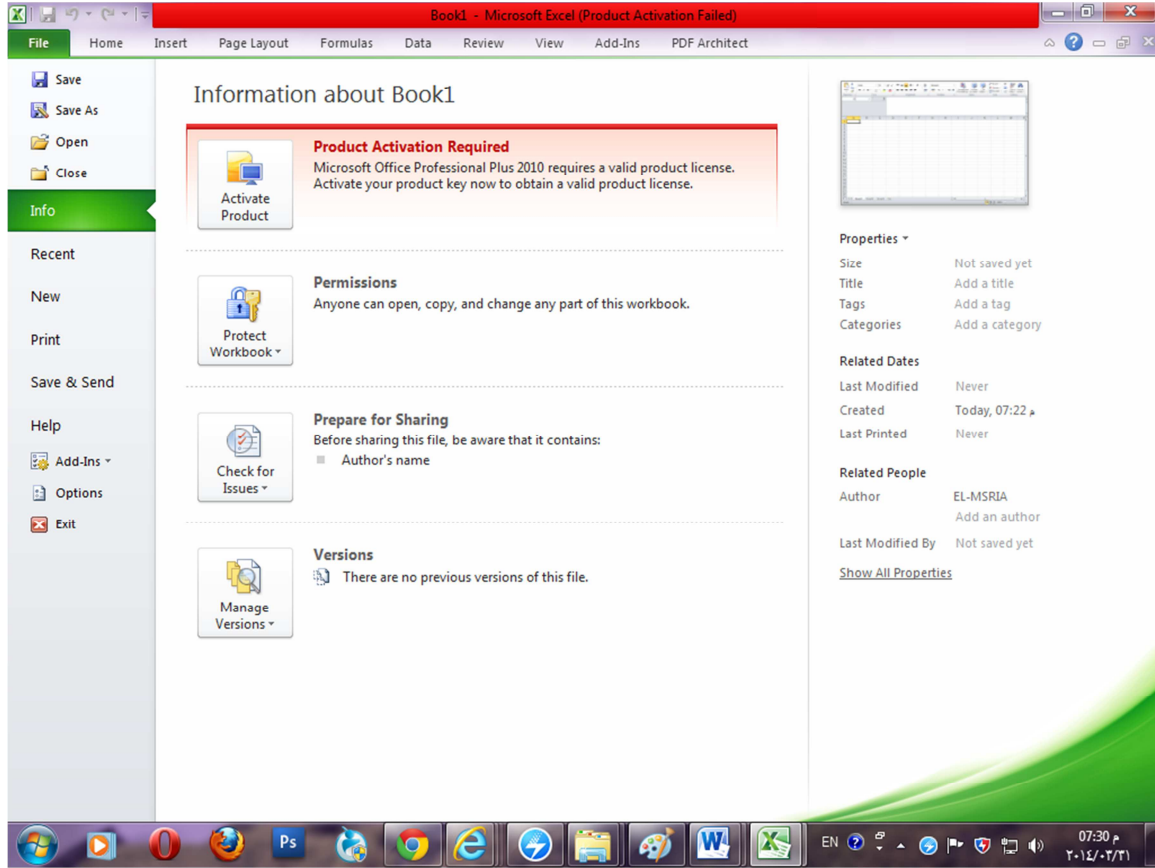 Book1 - Microsoft Excel (Product Activation Failed)
File Home Insert Page Layout Formulas Data Review View Add-Ins PDF Architect
Save
Save As
Open
Close
Info
Recent
New
Print
Save & Send
Help
Add-Ins
Options
Exit
Information about Book1
Activate
Product
Product Activation Required
Microsoft Office Professional Plus 2010 requires a valid product license.
Activate your product key now to obtain a valid product license.
Protect
Workbook
Permissions
Anyone can open, copy, and change any part of this workbook.
Check for
Issues
Prepare for Sharing
Before sharing this file, be aware that it contains:
Author's name
Manage
Versions
Versions
There are no previous versions of this file.
Properties
Size Not saved yet
Title Add a title
Tags Add a tag
Categories Add a category
Related Dates
Last Modified Never
Created Today, 07:22 م
Last Printed Never
Related People
Author EL-MSRIA
Add an author
Last Modified By Not saved yet
Show All Properties
Ps
EN
07:30 م
٢٠١٤/٠٣/٣١